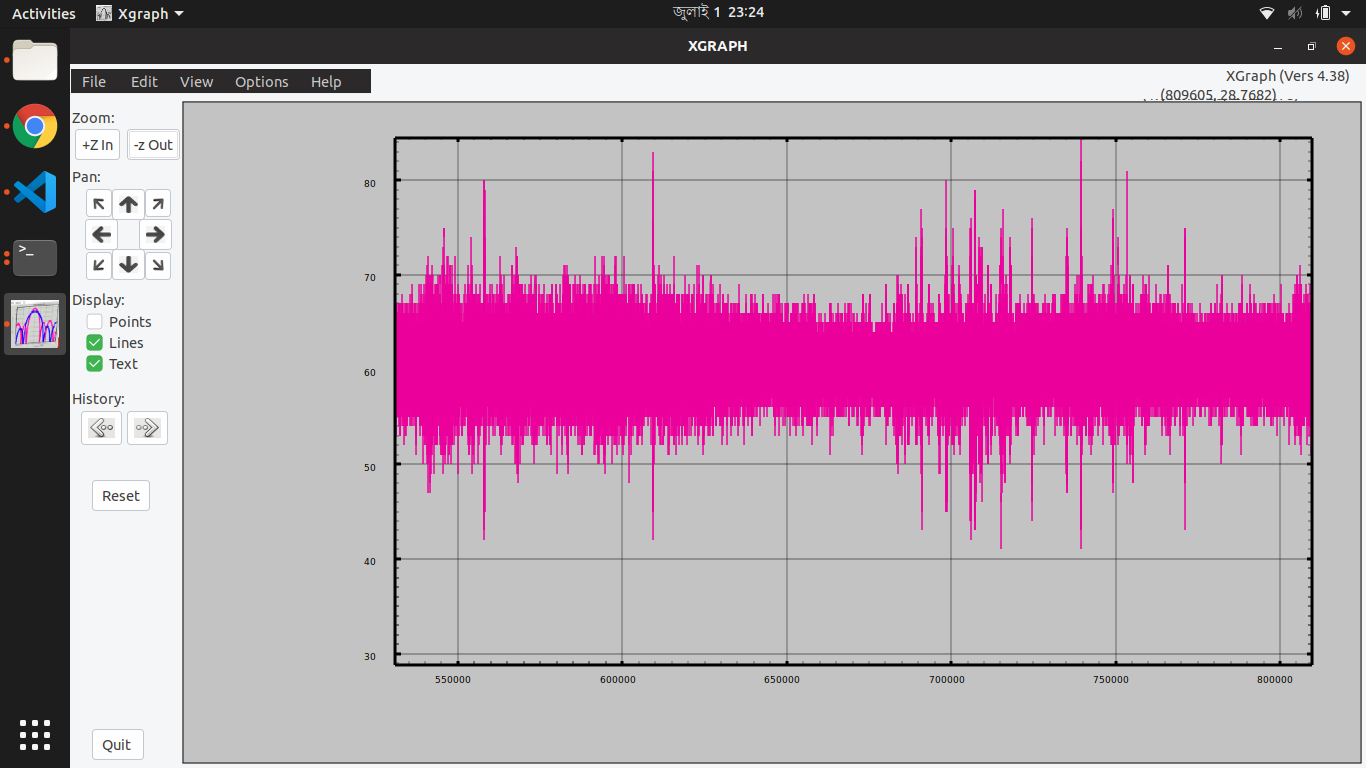 Activities Xgraph জুলাই 1 23:24
XGRAPH
File Edit View Options Help
XGraph (Vers 4.38)
(809605, 28.7682)
Zoom:
+Z In -z Out
Pan:
Display:
Points
Lines
Text
History:
Reset
Quit
80
70
60
50
40
30
550000 600000 650000 700000 750000 800000
>_